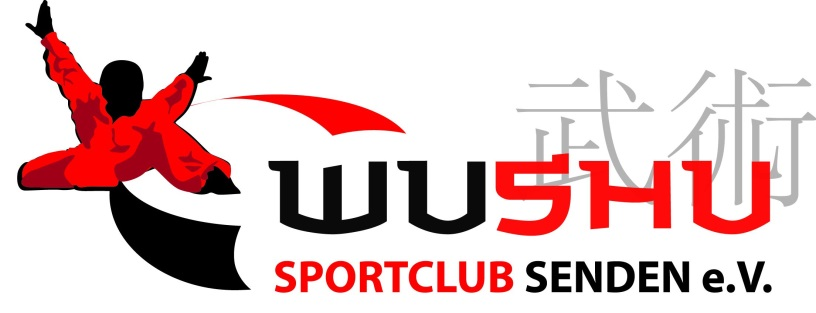 武術
WUSHU
SPORTCLUB SENDEN e.V.